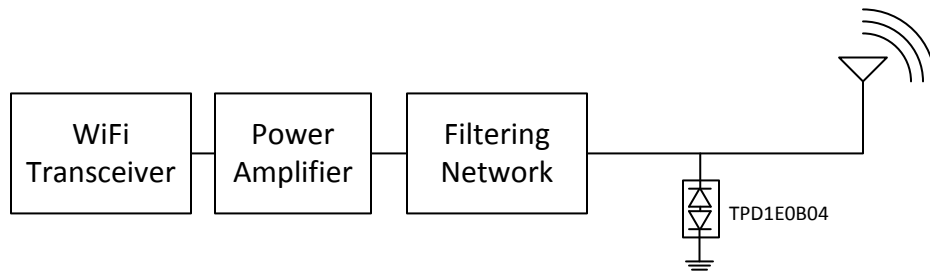 WiFi
Transceiver
Power
Amplifier
Filtering
Network
TPD1E0B04